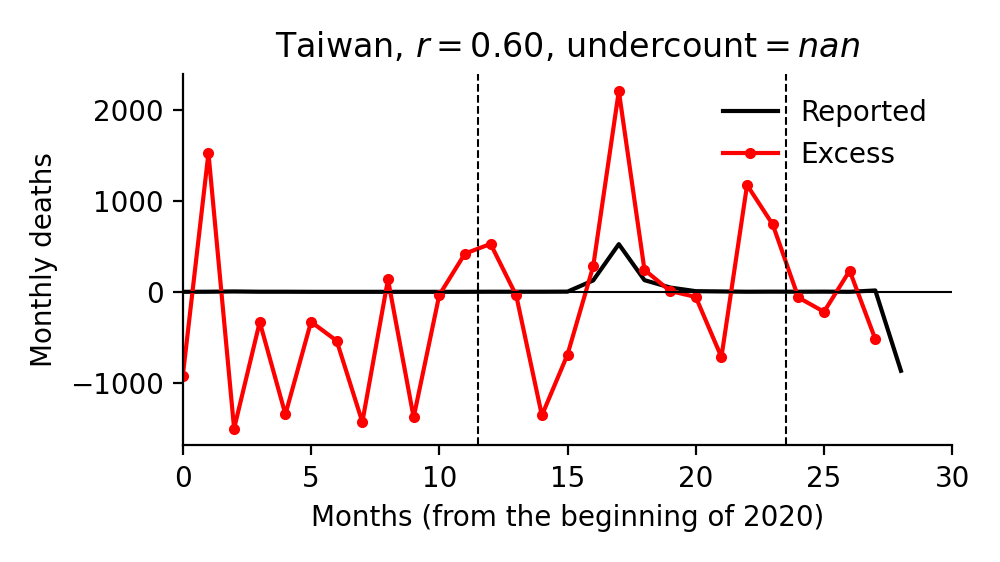 Taiwan, r = 0.60, undercount = nan
Reported
Excess
Monthly deaths
2000
1000
0
−1000
0 5 10 15 20 25 30
Months (from the beginning of 2020)